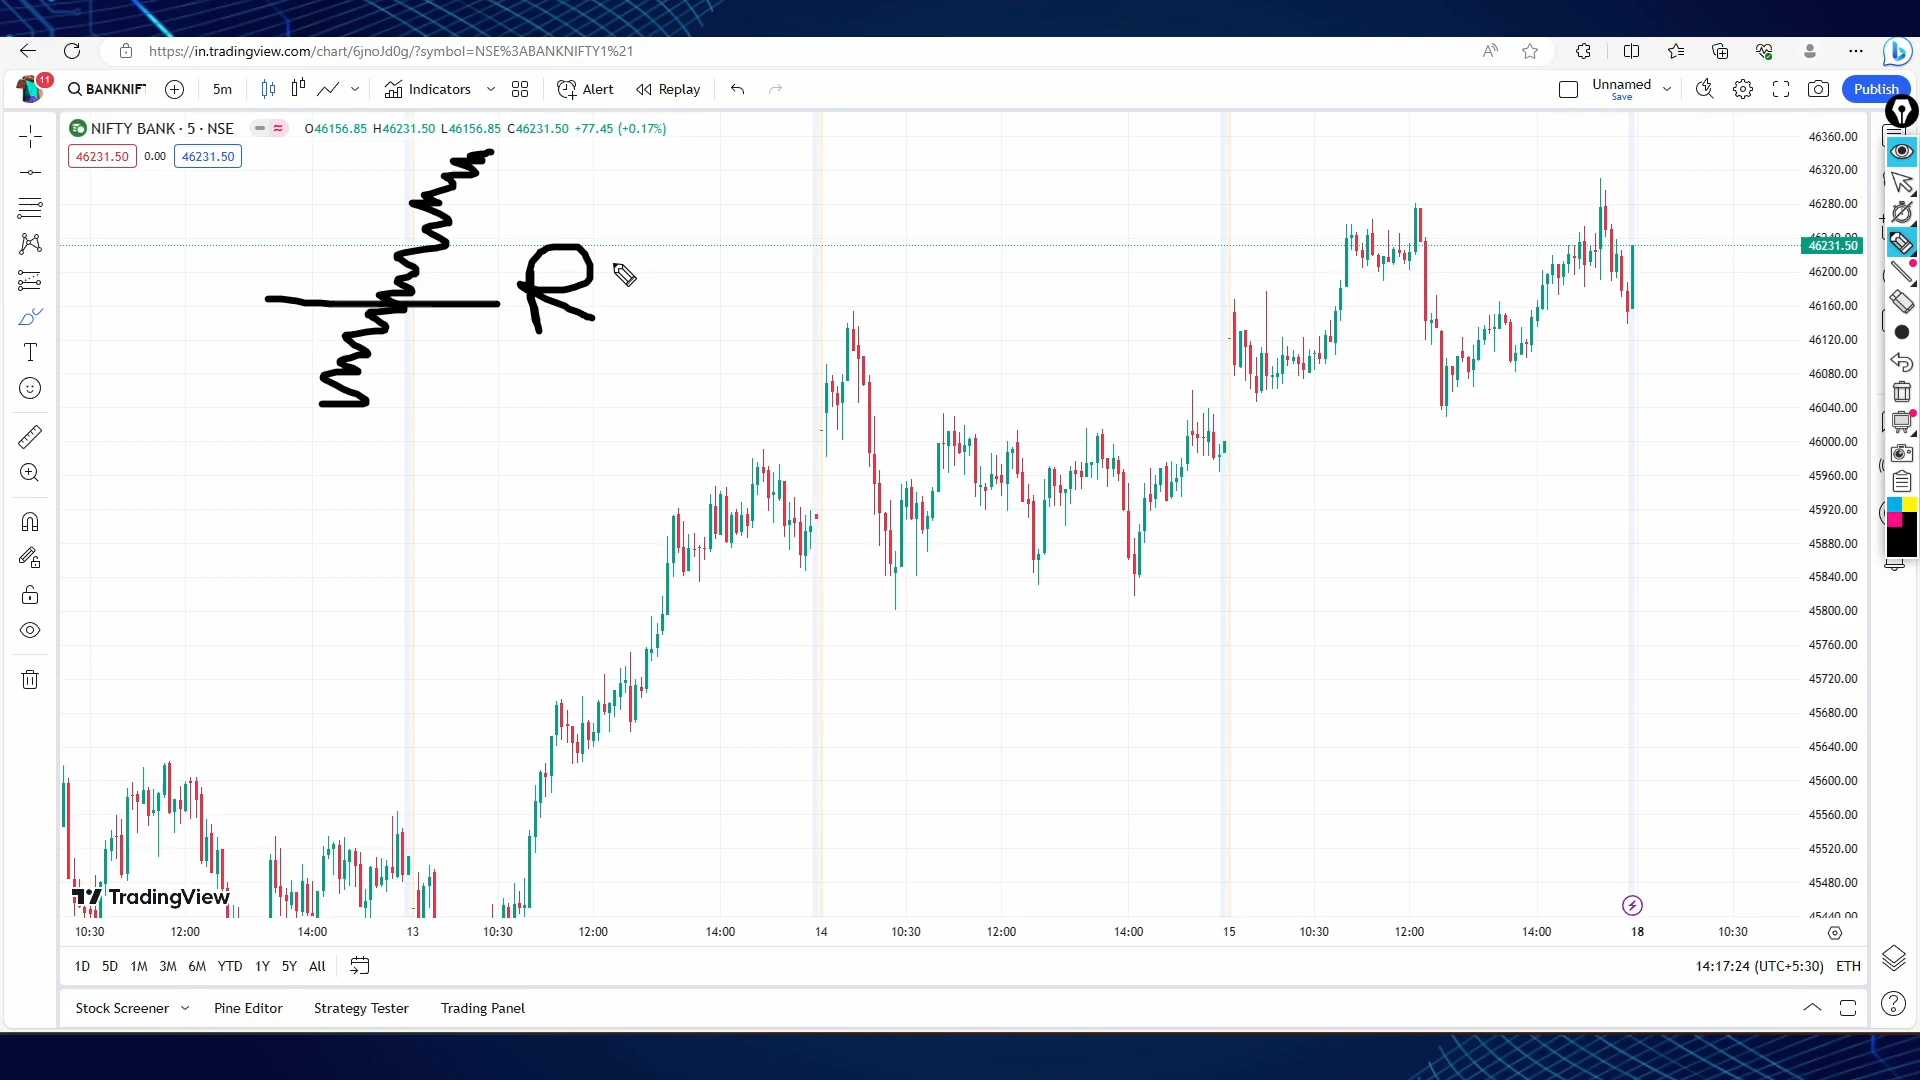 https://in.tradingview.com/chart/6jnoJd0g/?symbol=NSE%3ABANKNIFTY1%21
11
BANKNIFT
5m
Indicators
Alert
Replay
Unnamed
Save
Publish
NIFTY BANK · 5 · NSE
O46156.85 H46231.50 L46156.85 C46231.50 +77.45 (+0.17%)
46231.50
0.00
46231.50
R
46360.00
46320.00
46280.00
46231.50
46200.00
46160.00
46120.00
46080.00
46040.00
46000.00
45960.00
45920.00
45880.00
45840.00
45800.00
45760.00
45720.00
45680.00
45640.00
45600.00
45560.00
45520.00
45480.00
45440.00
TradingView
10:30 12:00 14:00 13 10:30 12:00 14:00 14 10:30 12:00 14:00 15 10:30 12:00 14:00 18 10:30
1D 5D 1M 3M 6M YTD 1Y 5Y All
14:17:24 (UTC+5:30) ETH
Stock Screener
Pine Editor
Strategy Tester
Trading Panel